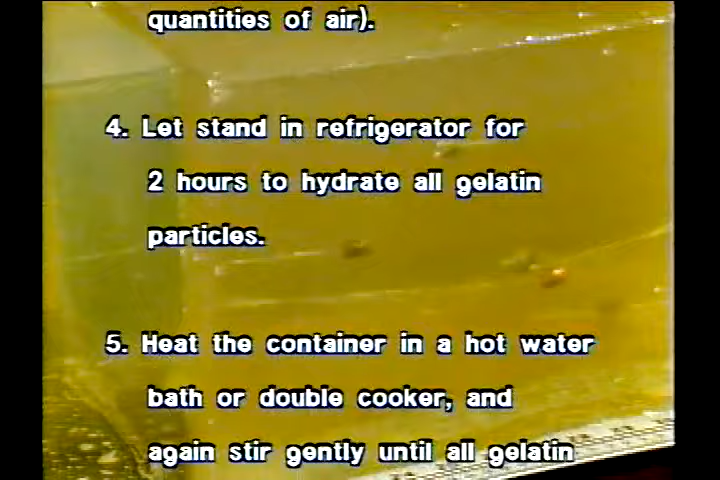 quantities of air).
4. Let stand in refrigerator for
2 hours to hydrate all gelatin
particles.
5. Heat the container in a hot water
bath or double cooker, and
again stir gently until all gelatin